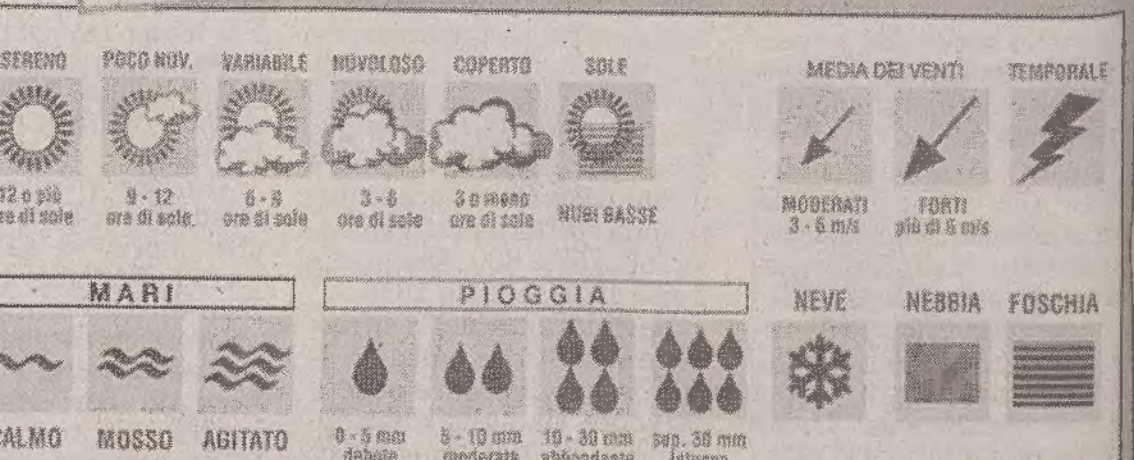 SERENO POCO NUV. VARIABILE NUVOLOSO COPERTO SOLE MEDIA DEI VENTI TEMPORALE
12 o più 9 - 12 6 - 9 3 - 6 3 o meno
ore di sole ore di sole. ore di sole ore di sole ore di sole NUBI BASSE
MODERATI FORTI
3 - 6 m/s più di 6 m/s
MARI PIOGGIA NEVE NEBBIA FOSCHIA
CALMO MOSSO AGITATO
0 - 5 mm 5 - 10 mm 10 - 30 mm sup. 30 mm
debole moderata abbondante intensa